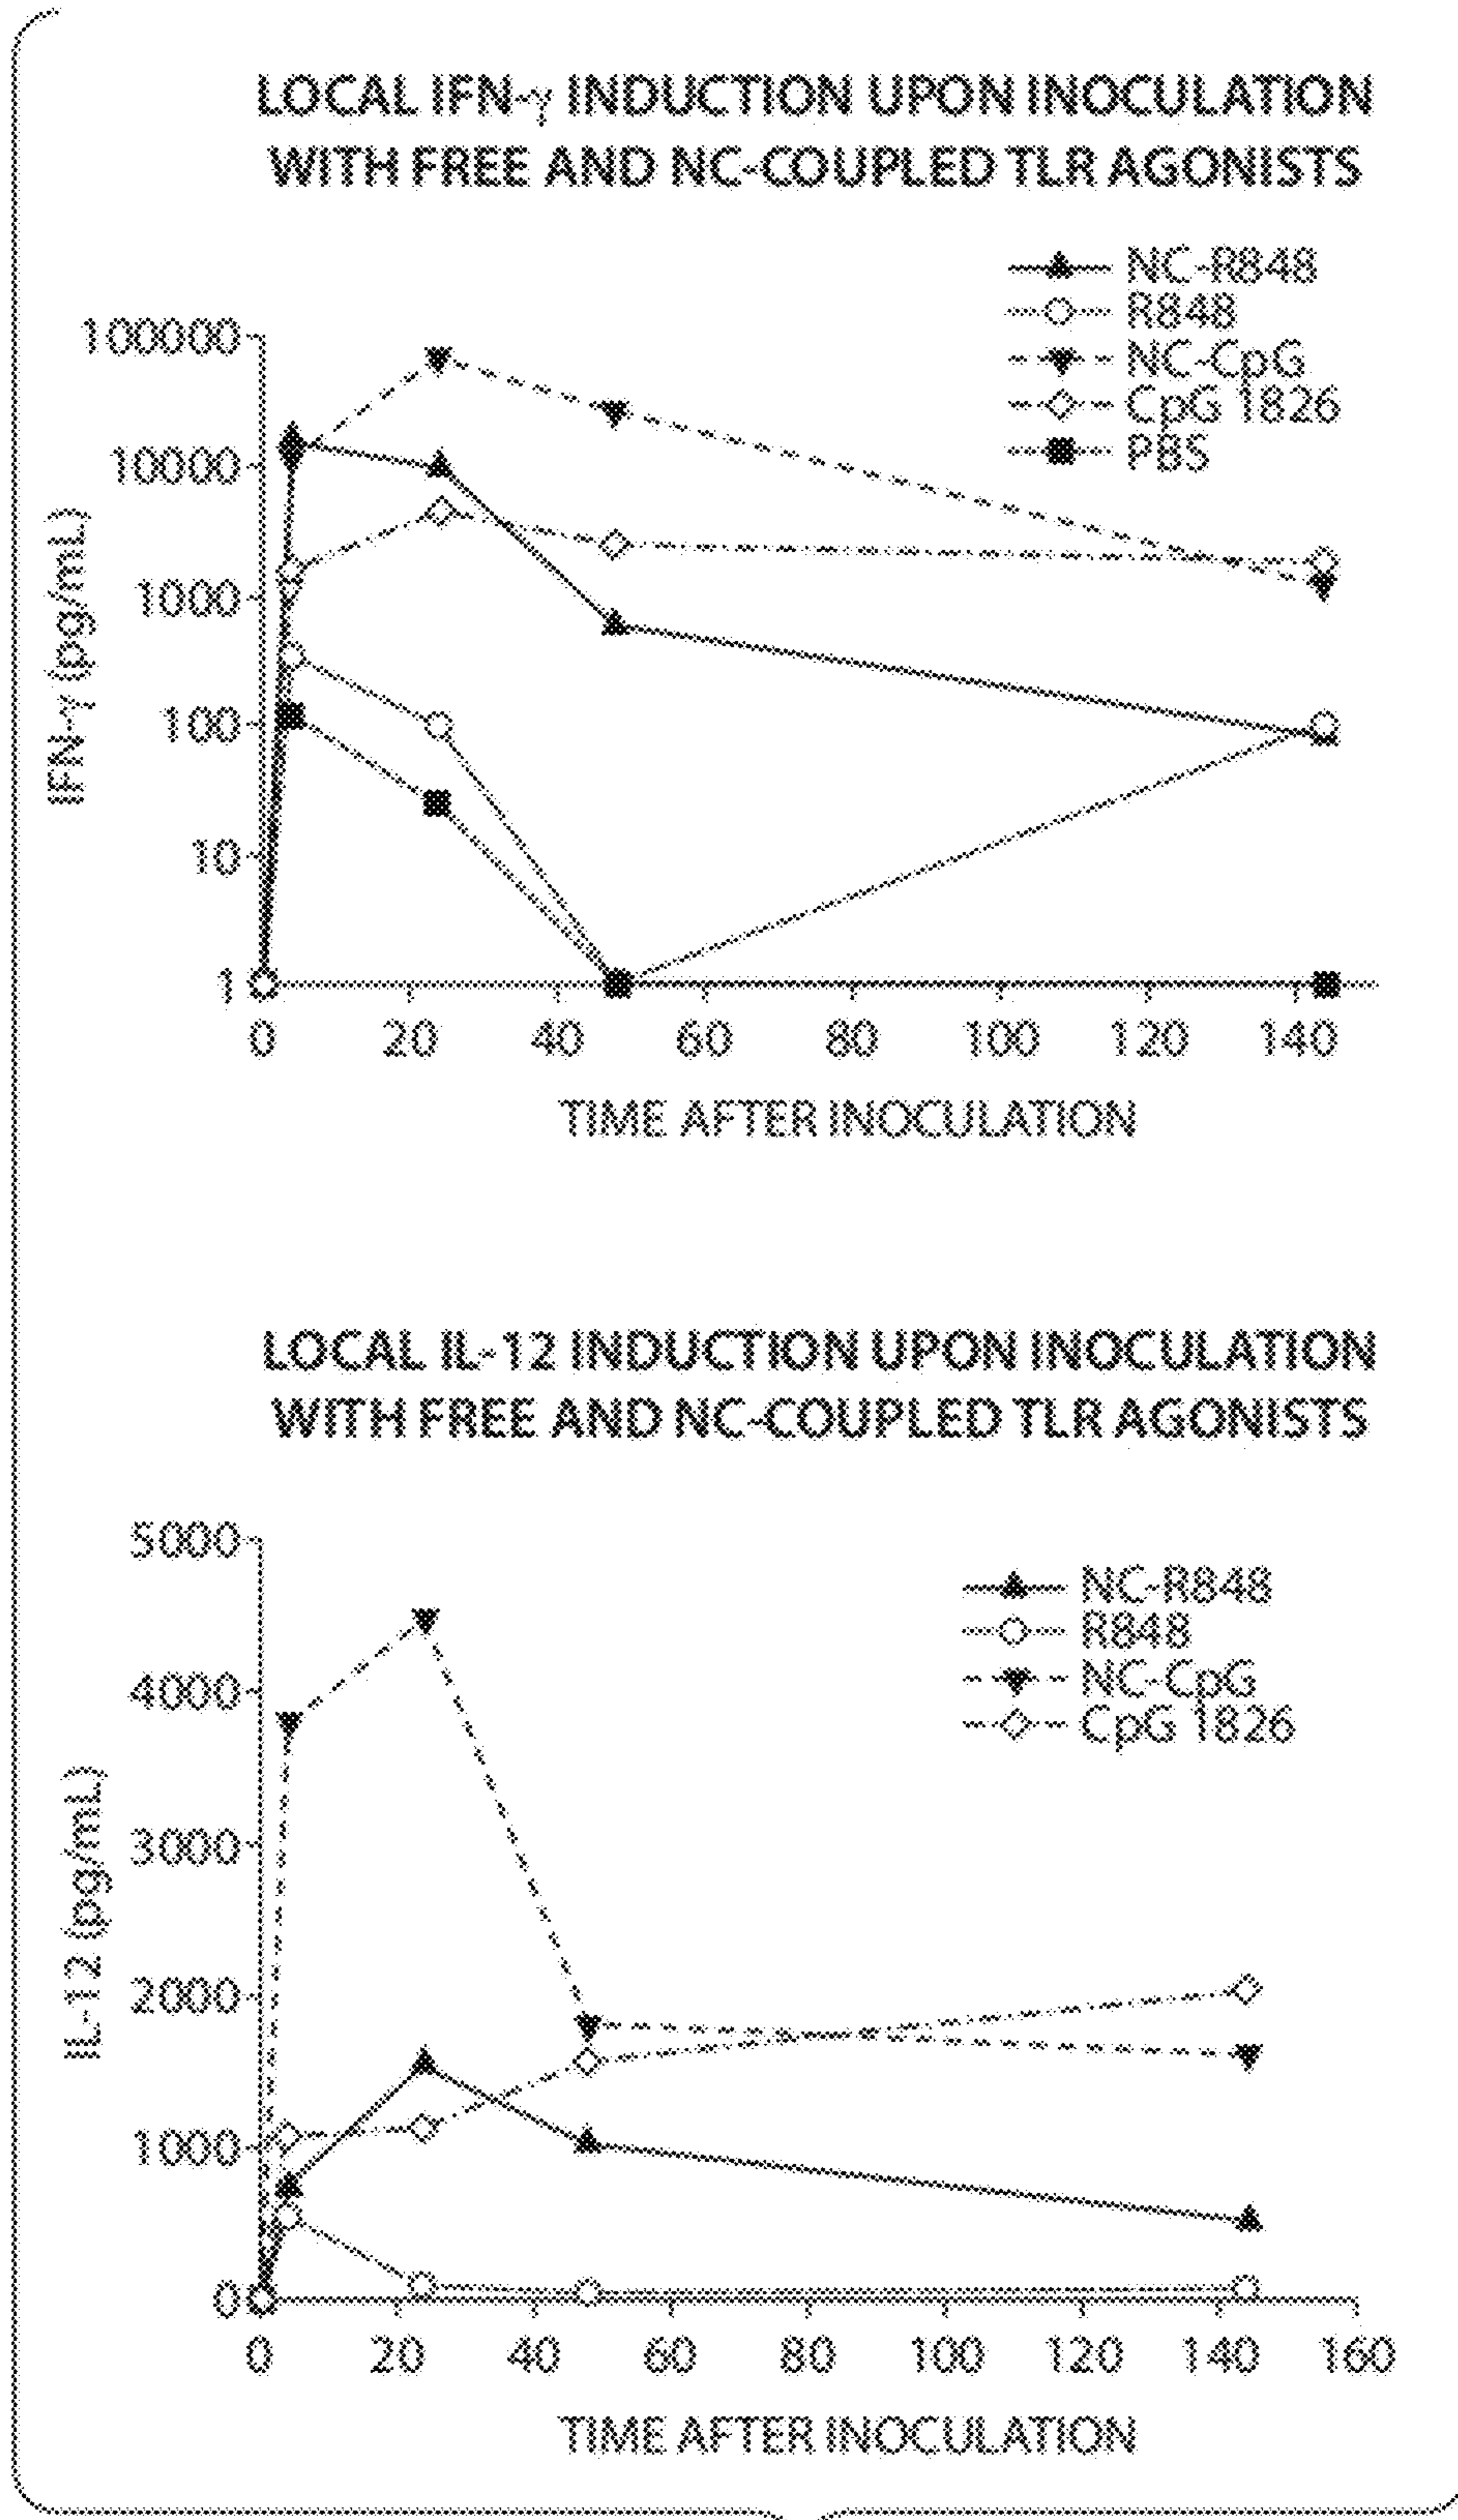 LOCAL IFN-γ INDUCTION UPON INOCULATION
WITH FREE AND NC-COUPLED TLR AGONISTS
NC-R848
R848
NC-CpG
CpG 1826
PBS
100000
10000
1000
100
10
1
IFN-γ (pg/mL)
0 20 40 60 80 100 120 140
TIME AFTER INOCULATION
LOCAL IL-12 INDUCTION UPON INOCULATION
WITH FREE AND NC-COUPLED TLR AGONISTS
NC-R848
R848
NC-CpG
CpG 1826
5000
4000
3000
2000
1000
0
IL-12 (pg/mL)
0 20 40 60 80 100 120 140 160
TIME AFTER INOCULATION